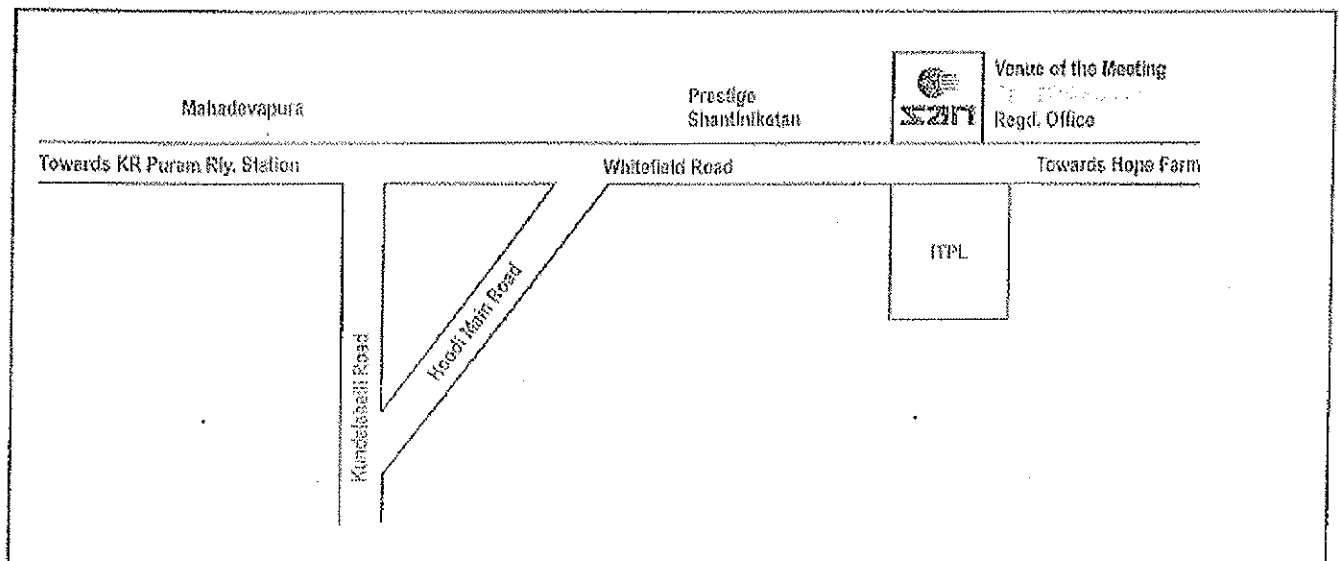 Venue of the Meeting
Regd. Office
Prestige
Shantiniketan
Mahadevapura
Towards KR Puram Rly. Station
Whitefield Road
Towards Hope Farm
ITPL
Hoodi Main Road
Kundalahalli Road